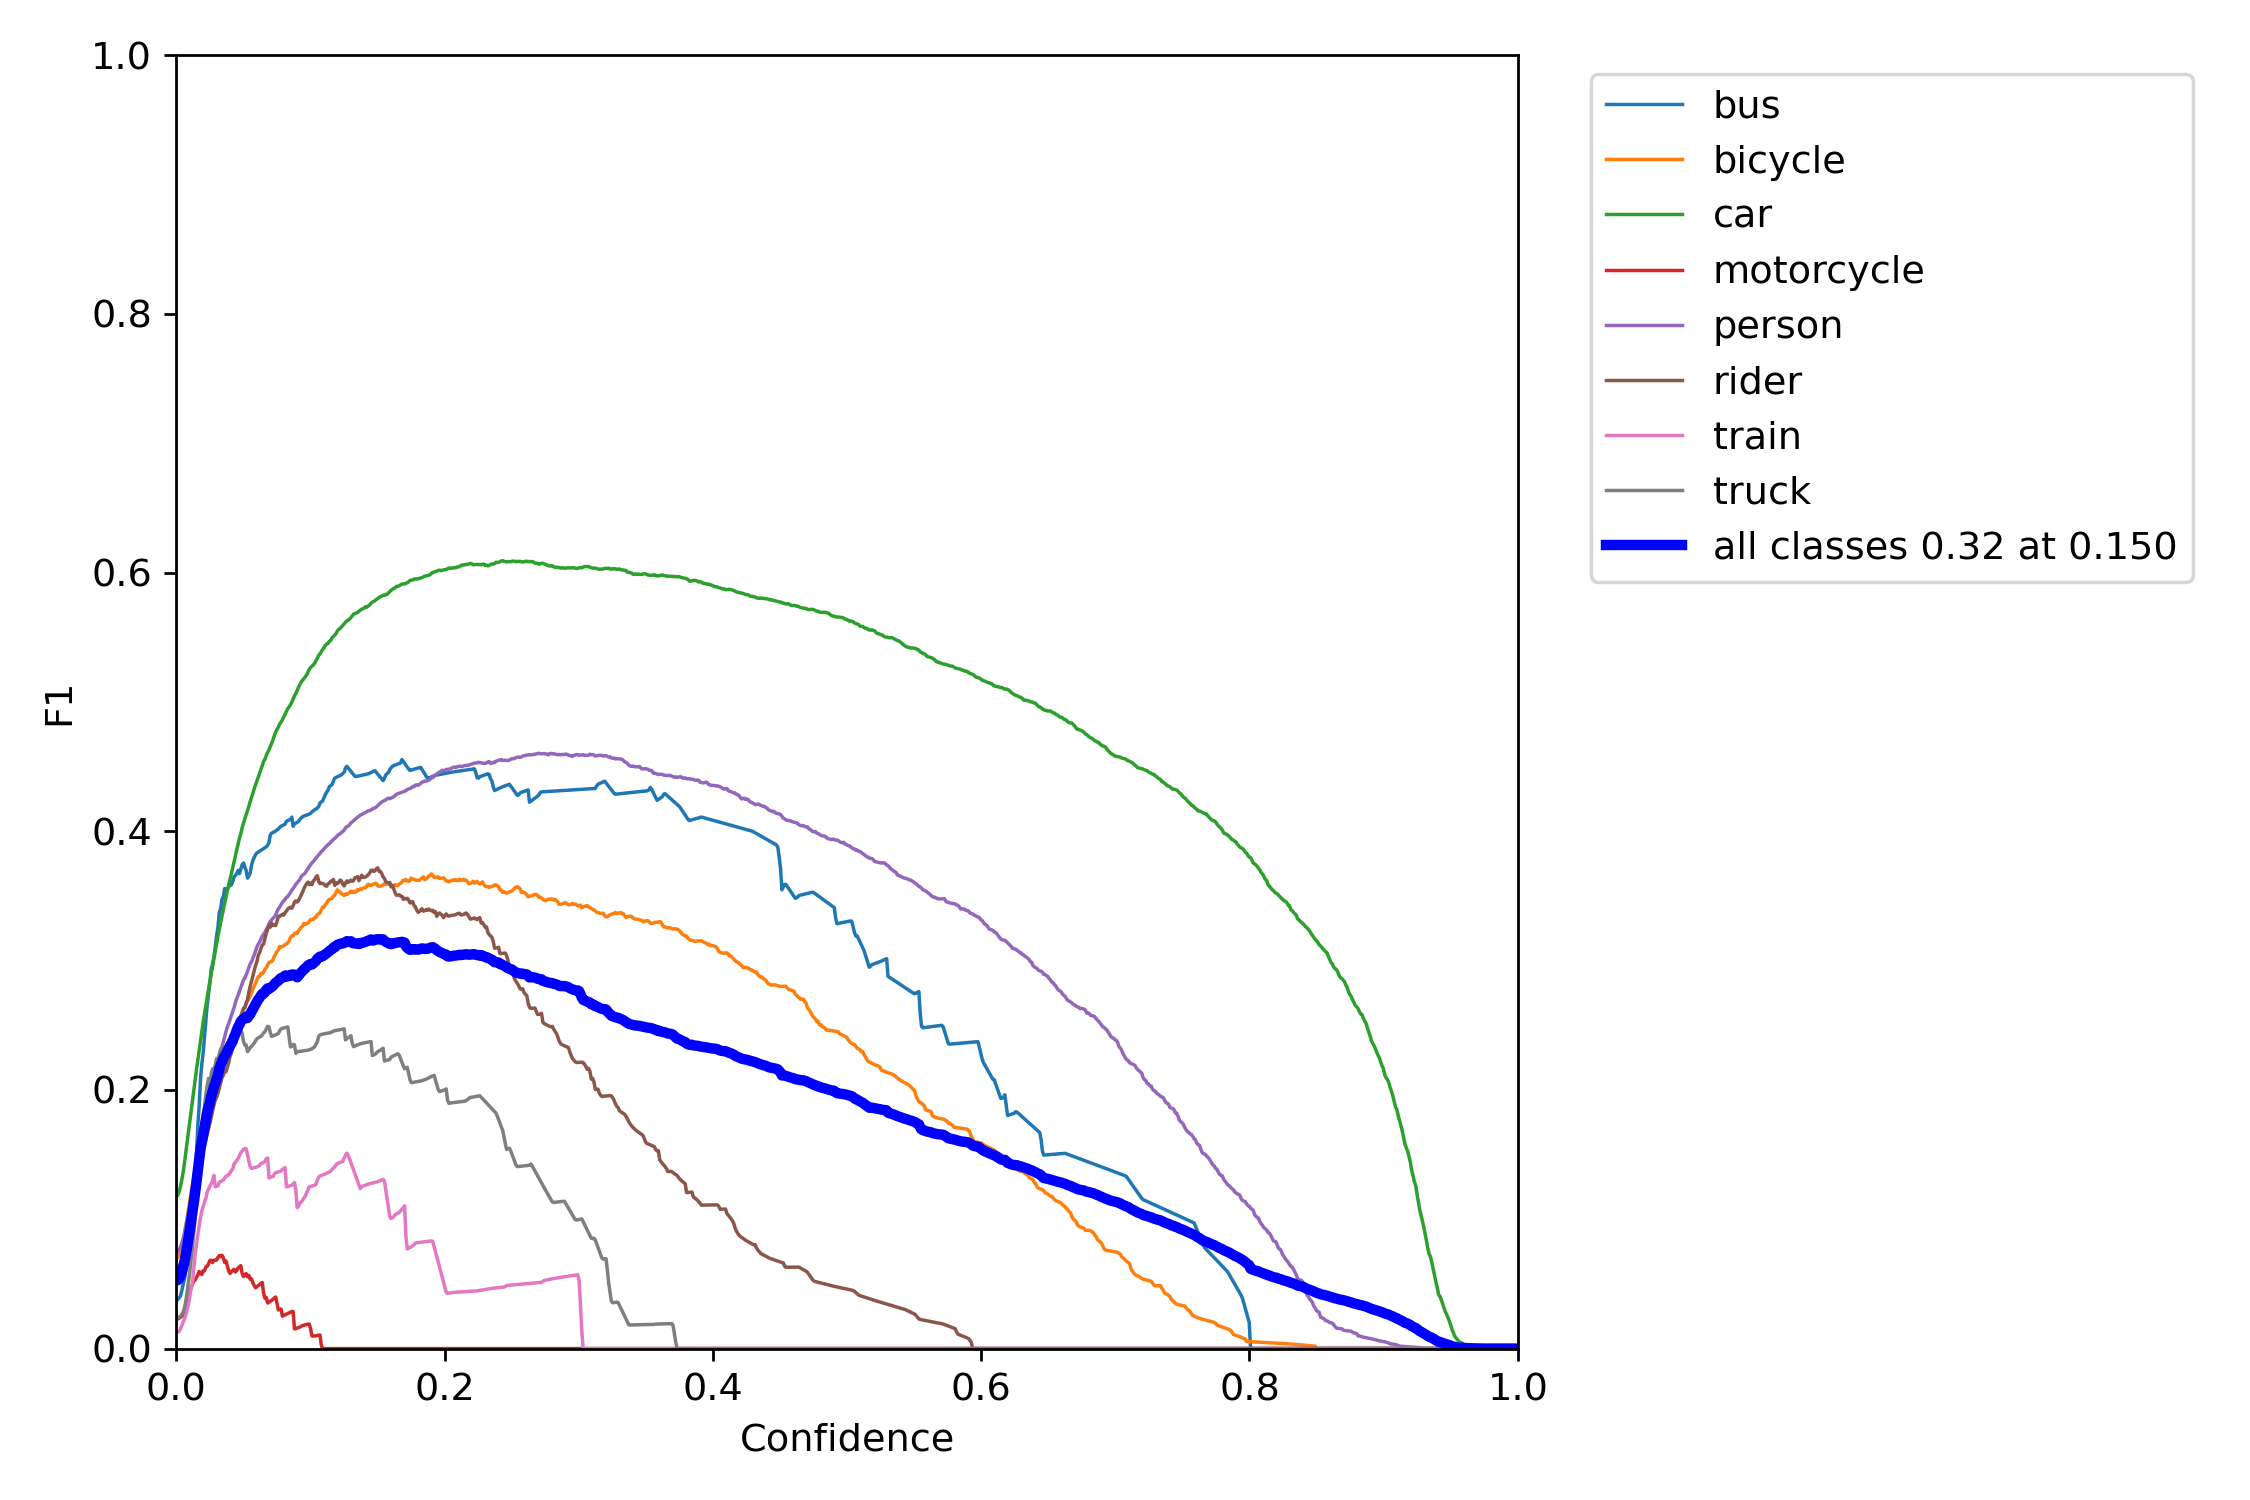 1.0
0.8
0.6
0.4
0.2
0.0
F1
0.0 0.2 0.4 0.6 0.8 1.0
Confidence
bus
bicycle
car
motorcycle
person
rider
train
truck
all classes 0.32 at 0.150